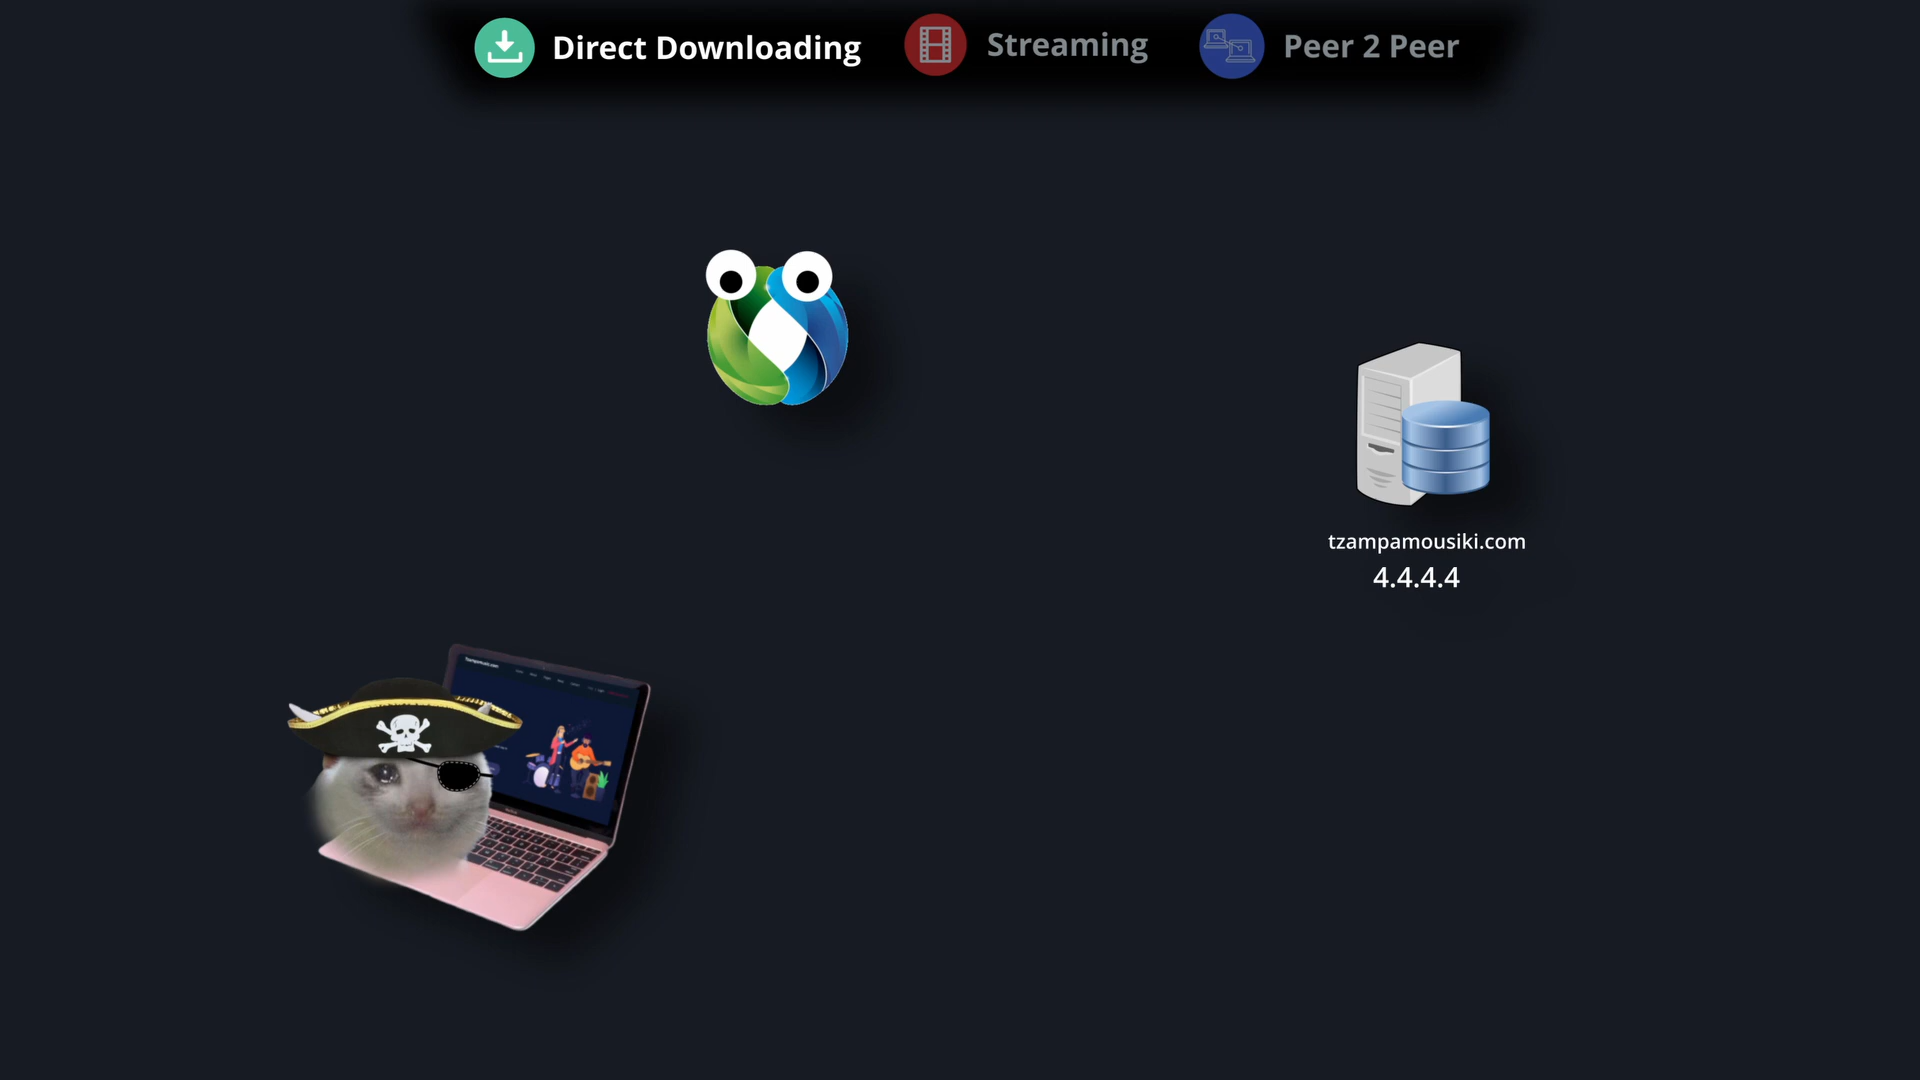 Direct Downloading
Streaming
Peer 2 Peer
tzampamousiki.com
4.4.4.4